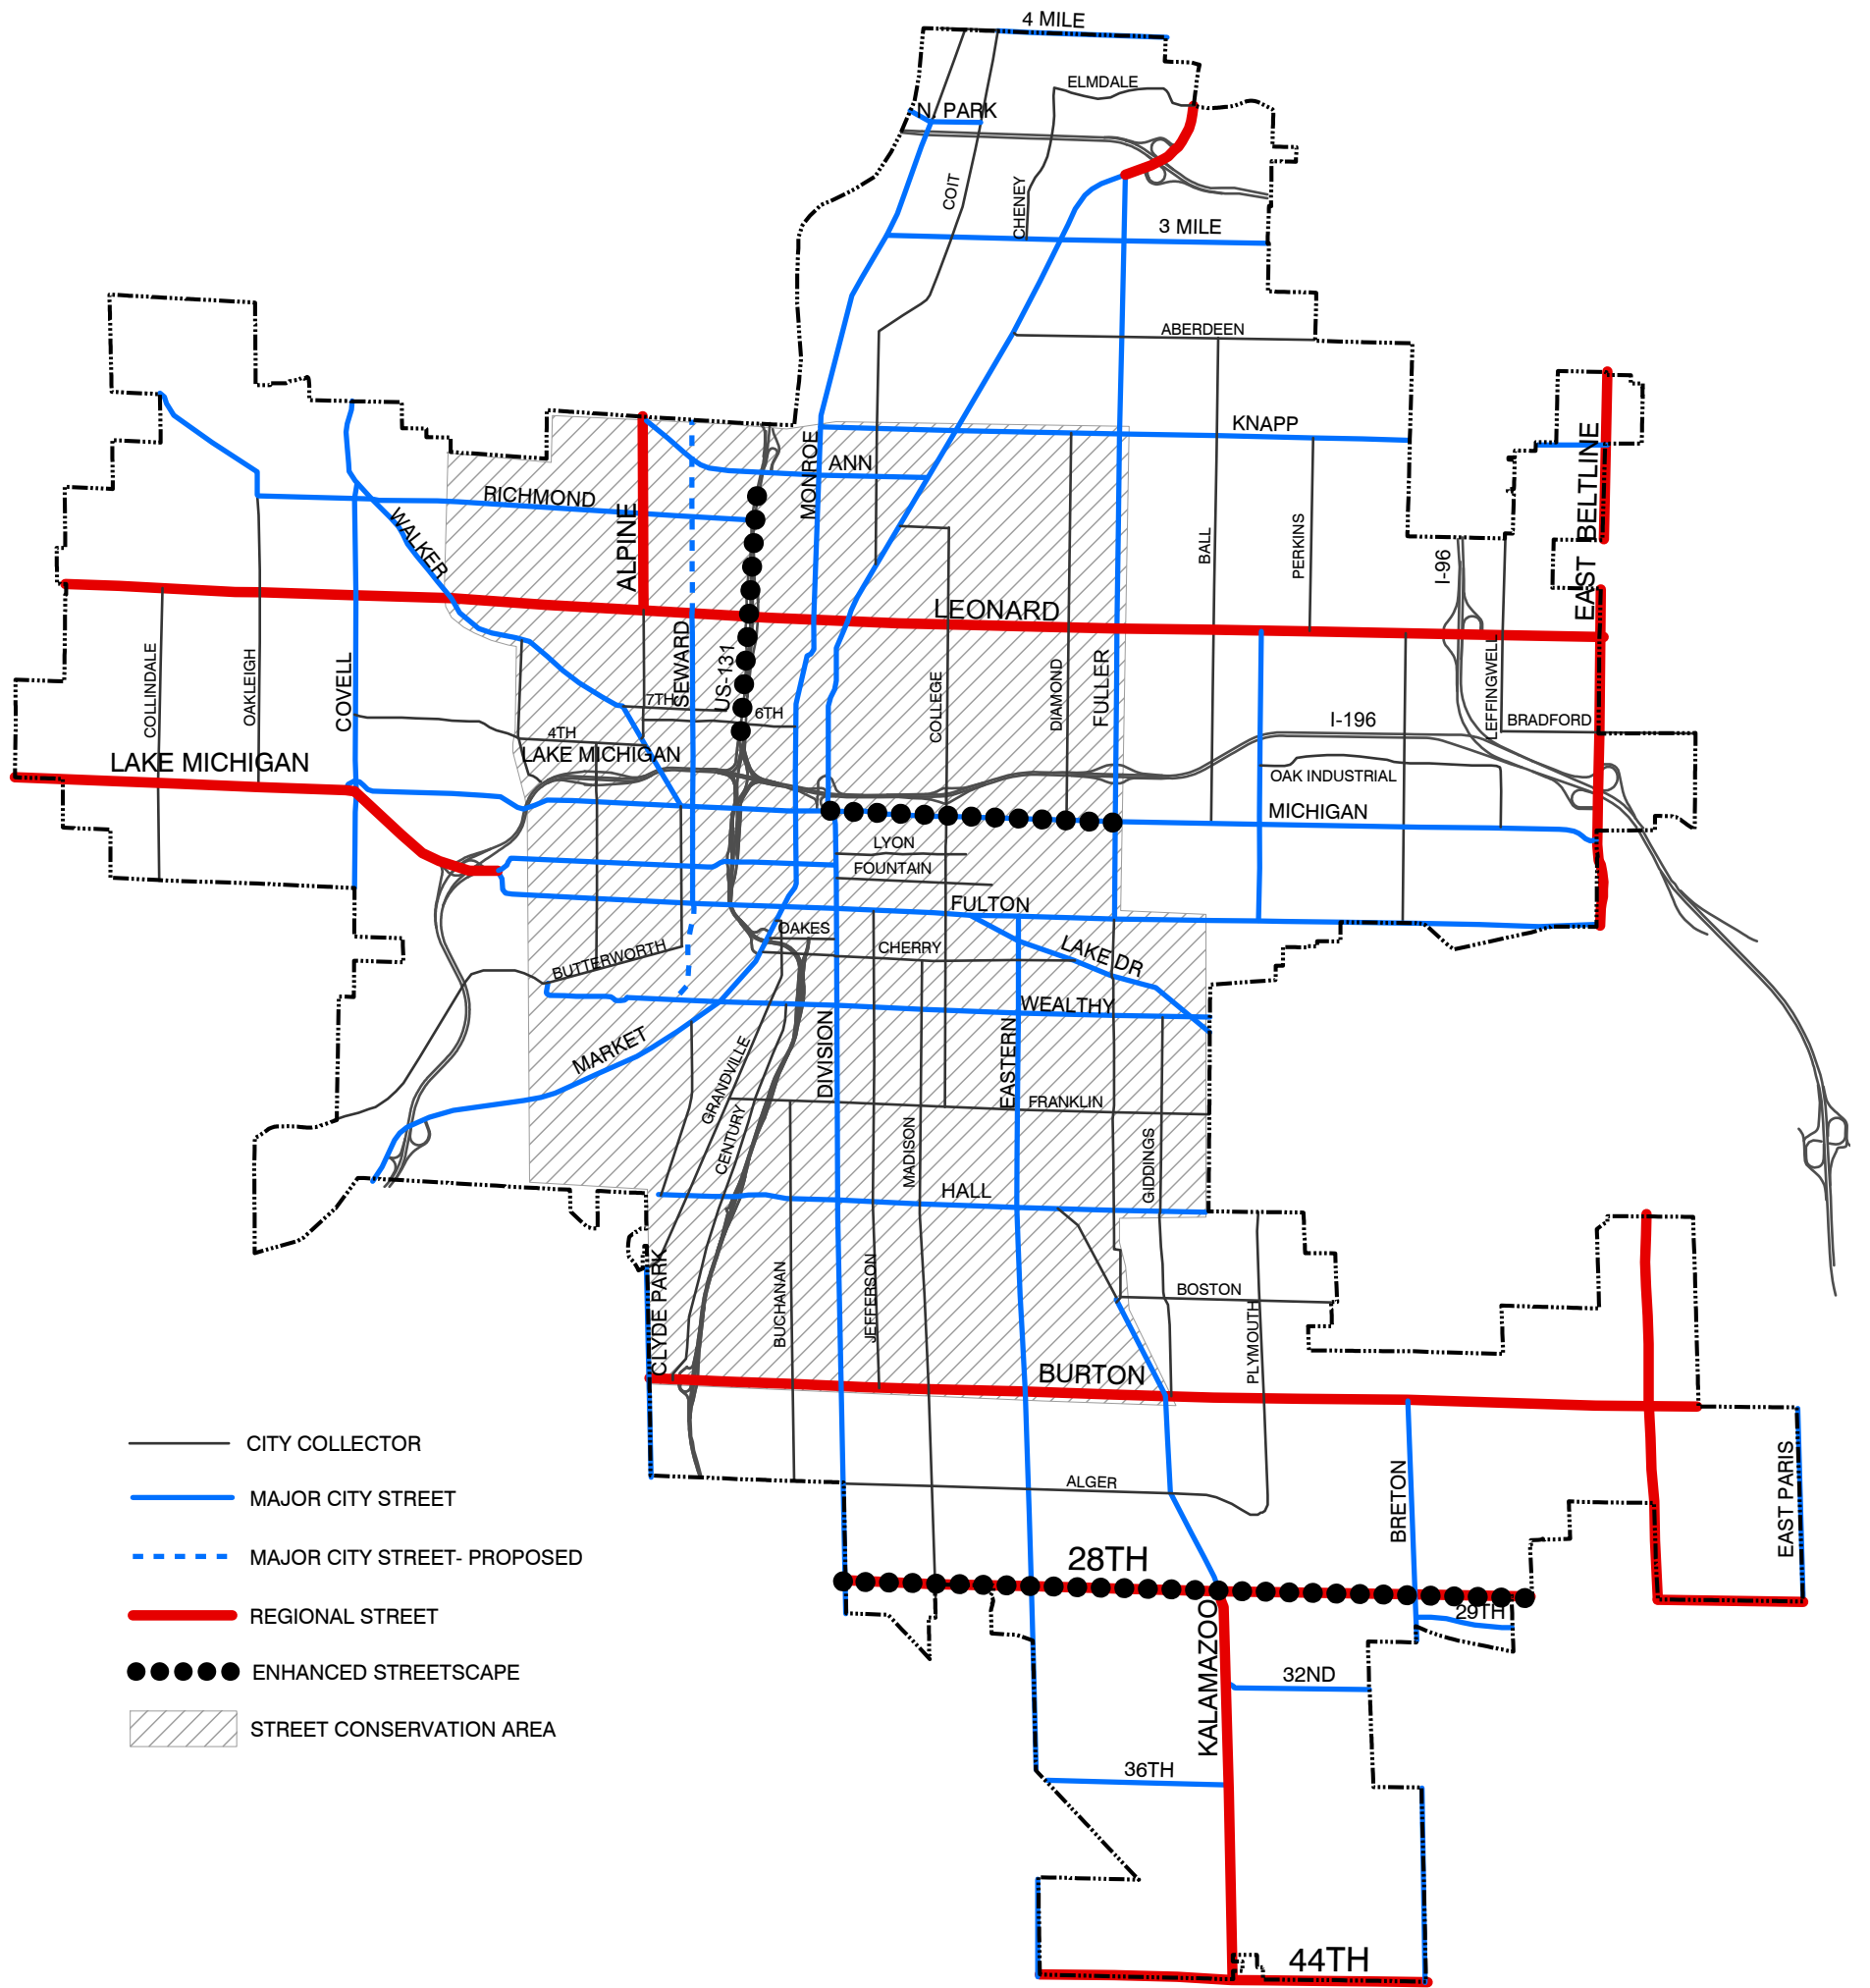 4 MILE
ELMDALE
N. PARK
COIT
CHENEY
3 MILE
ABERDEEN
KNAPP
MONROE
ANN
RICHMOND
WALKER
ALPINE
BALL
PERKINS
I-96
EAST BELTLINE
LEONARD
COLLINDALE
OAKLEIGH
COVELL
SEWARD
US-131
7TH
6TH
4TH
COLLEGE
DIAMOND
FULLER
LEFFINGWELL
BRADFORD
I-196
LAKE MICHIGAN
LAKE MICHIGAN
OAK INDUSTRIAL
MICHIGAN
LYON
FOUNTAIN
FULTON
OAKES
CHERRY
LAKE DR
BUTTERWORTH
WEALTHY
MARKET
GRANDVILLE
CENTURY
DIVISION
EASTERN
FRANKLIN
MADISON
GIDDINGS
HALL
CLYDE PARK
BUCHANAN
JEFFERSON
BOSTON
PLYMOUTH
BURTON
ALGER
BRETON
EAST PARIS
28TH
29TH
KALAMAZOO
32ND
36TH
44TH
CITY COLLECTOR
MAJOR CITY STREET
MAJOR CITY STREET- PROPOSED
REGIONAL STREET
ENHANCED STREETSCAPE
STREET CONSERVATION AREA